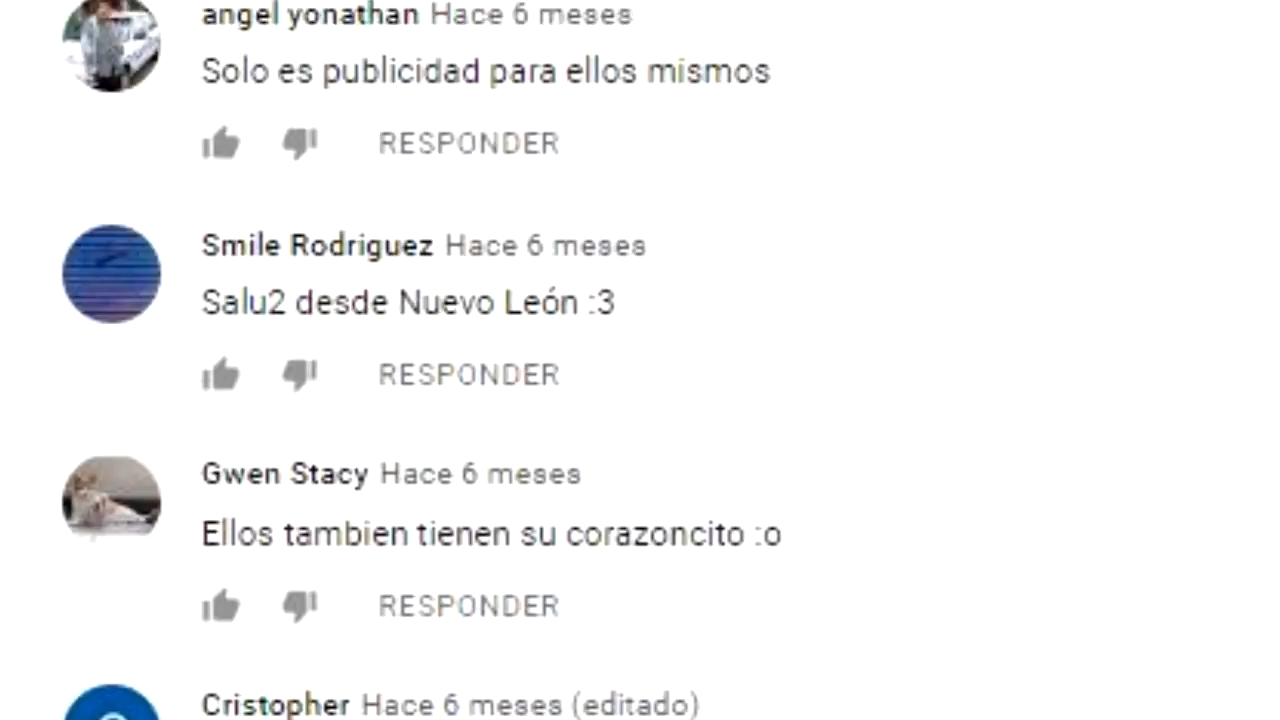 angel yonathan Hace 6 meses
Solo es publicidad para ellos mismos
RESPONDER
Smile Rodriguez Hace 6 meses
Salu2 desde Nuevo León :3
RESPONDER
Gwen Stacy Hace 6 meses
Ellos tambien tienen su corazoncito :o
RESPONDER
Cristopher Hace 6 meses (editado)